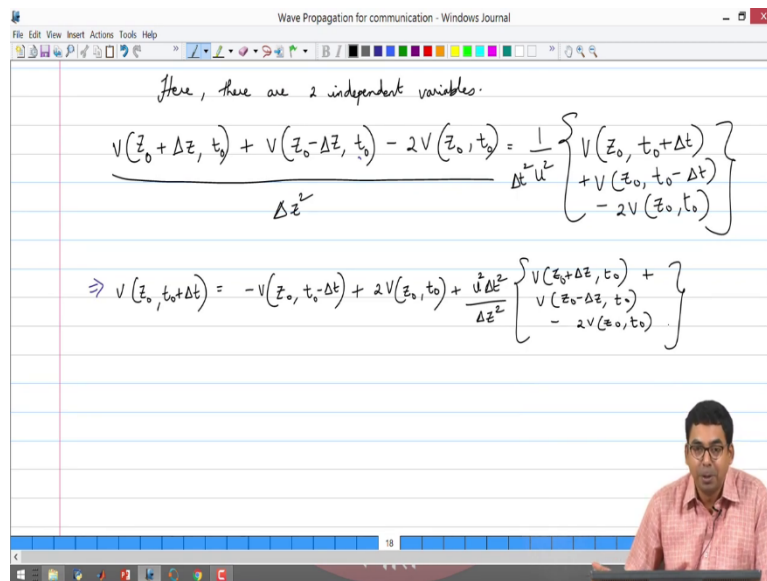 Wave Propagation for communication - Windows Journal
File Edit View Insert Actions Tools Help
Here, there are 2 independent variables.
V(Z₀ + ΔZ, t₀) + V(Z₀-ΔZ, t₀) - 2V(Z₀, t₀) / ΔZ² = 1 / Δt² u² { V(Z₀, t₀+Δt)
+V(Z₀, t₀-Δt)
- 2V(Z₀, t₀) }
⇒ V(Z₀, t₀+Δt) = -V(Z₀, t₀-Δt) + 2V(Z₀, t₀) + u²Δt² / ΔZ² { V(Z₀+ΔZ, t₀) +
V(Z₀-ΔZ, t₀)
- 2V(Z₀, t₀) }
18